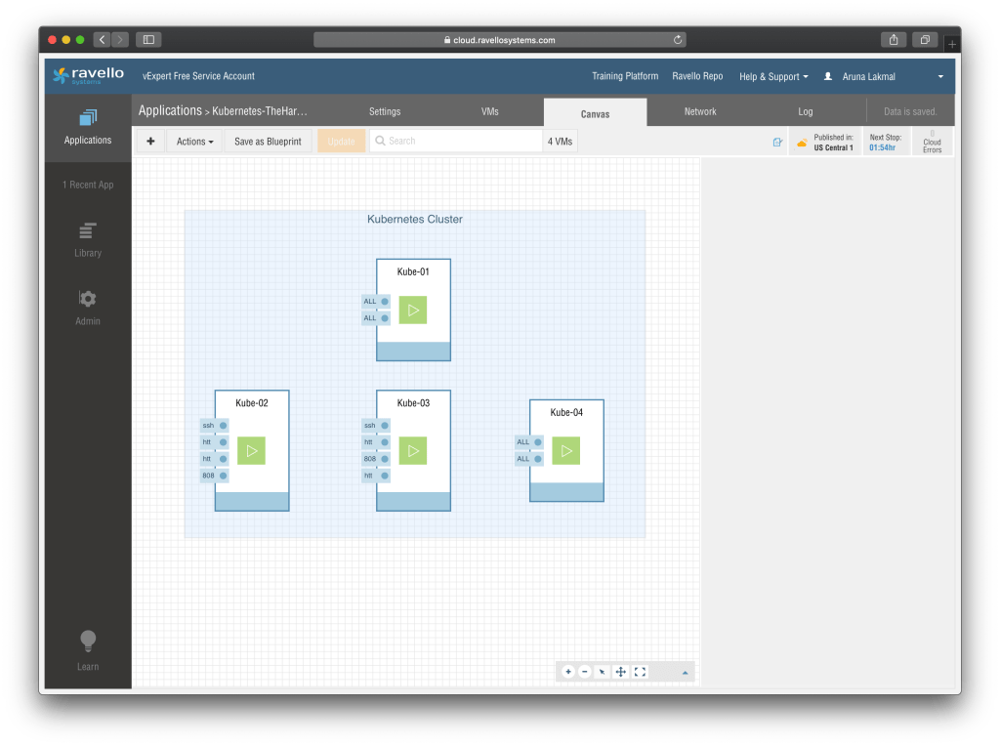 cloud.ravellosystems.com
ravello
systems
vExpert Free Service Account
Training Platform
Ravello Repo
Help & Support
Aruna Lakmal
Applications
1 Recent App
Library
Admin
Learn
Applications > Kubernetes-TheHar...
Settings
VMs
Canvas
Network
Log
Data is saved.
+
Actions
Save as Blueprint
Update
Search
4 VMs
Published in:
US Central 1
Next Stop:
01:54hr
0
Cloud
Errors
Kubernetes Cluster
Kube-01
ALL
ALL
Kube-02
ssh
htt
htt
808
Kube-03
ssh
htt
808
htt
Kube-04
ALL
ALL